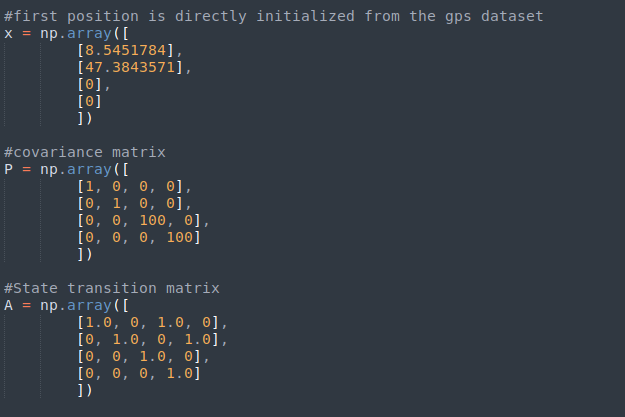 #first position is directly initialized from the gps dataset
x = np.array([
        [8.5451784],
        [47.3843571],
        [0],
        [0]
        ])

#covariance matrix
P = np.array([
        [1, 0, 0, 0],
        [0, 1, 0, 0],
        [0, 0, 100, 0],
        [0, 0, 0, 100]
        ])

#State transition matrix
A = np.array([
        [1.0, 0, 1.0, 0],
        [0, 1.0, 0, 1.0],
        [0, 0, 1.0, 0],
        [0, 0, 0, 1.0]
        ])